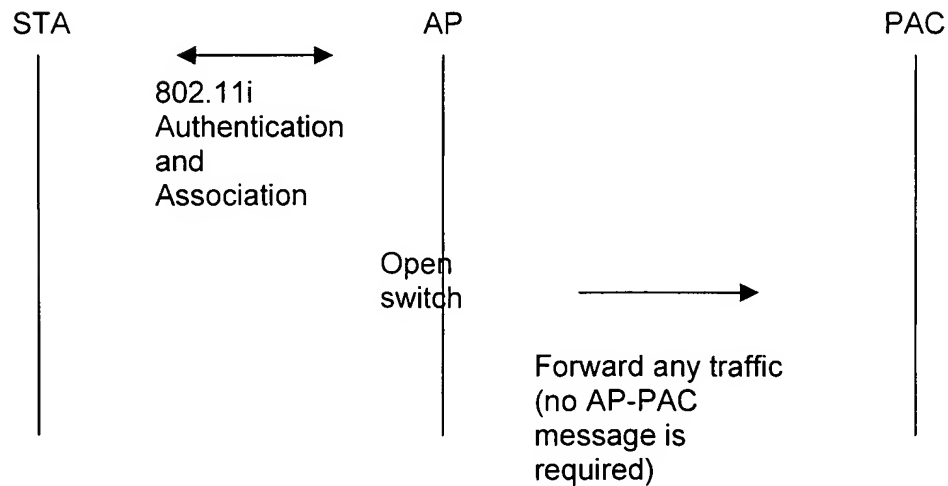 STA
AP
PAC
802.11i
Authentication
and
Association
Open
switch
Forward any traffic
(no AP-PAC
message is
required)